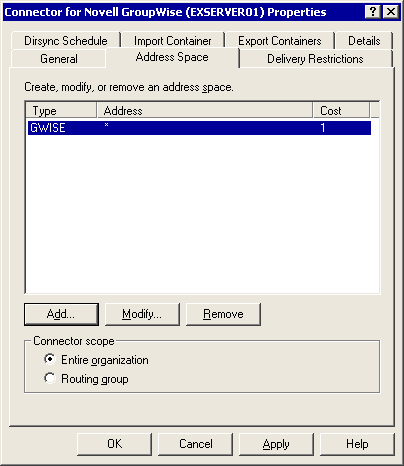 Connector for Novell GroupWise (EXSERVER01) Properties
Dirsync Schedule Import Container Export Containers Details
General Address Space Delivery Restrictions
Create, modify, or remove an address space.
Type Address Cost
GWISE * 1
Add... Modify... Remove
Connector scope
Entire organization
Routing group
OK Cancel Apply Help